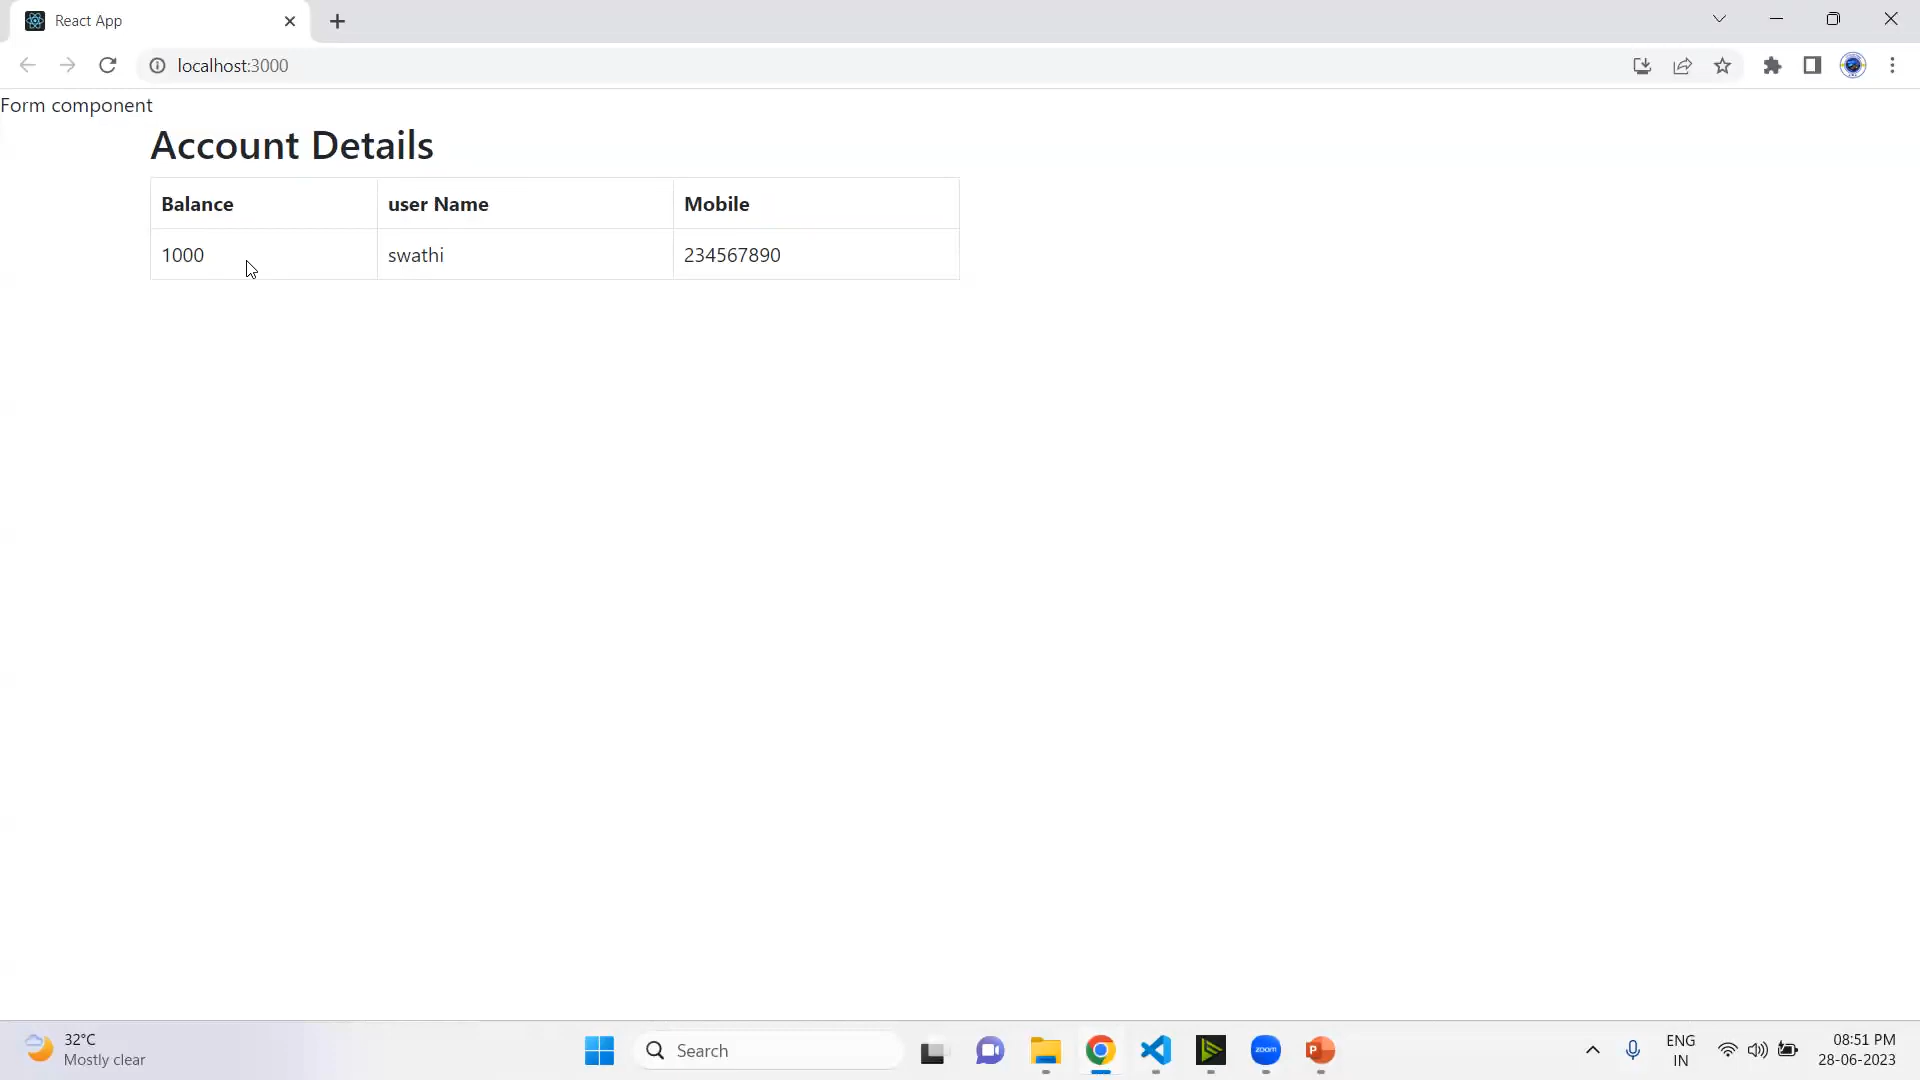 React App
localhost:3000
Form component
Account Details
Balance user Name Mobile
1000 swathi 234567890
32°C
Mostly clear
Search
zoom
ENG
IN
08:51 PM
28-06-2023